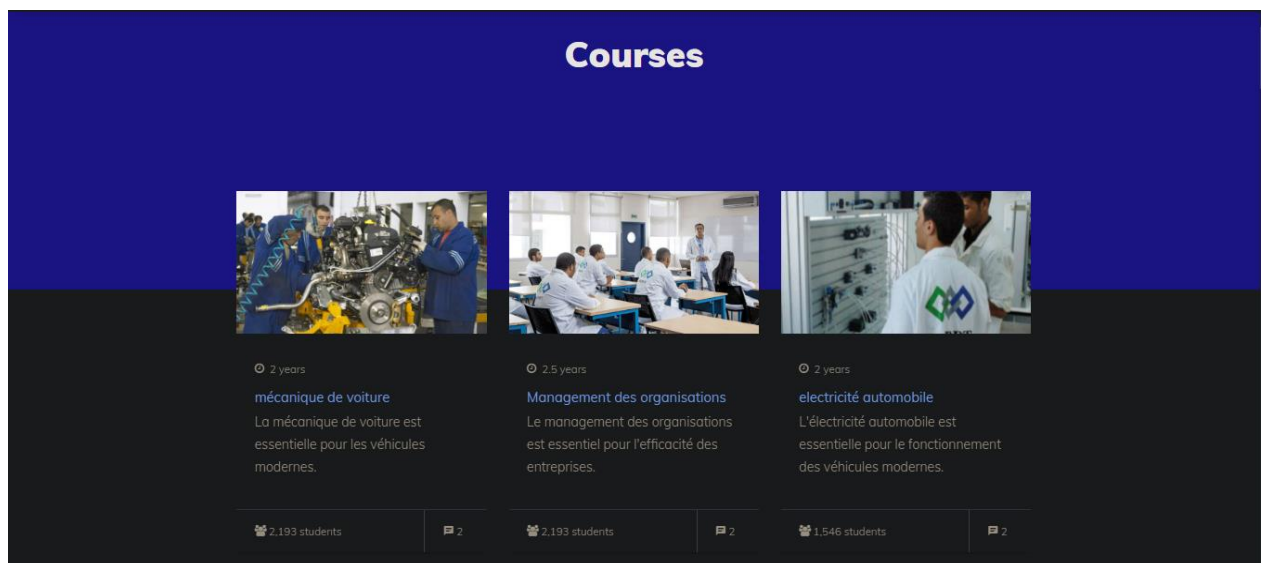 Courses
2 years
mécanique de voiture
La mécanique de voiture est
essentielle pour les véhicules
modernes.
2,193 students
2
2.5 years
Management des organisations
Le management des organisations
est essentiel pour l'efficacité des
entreprises.
2,193 students
2
2 years
electricité automobile
L'électricité automobile est
essentielle pour le fonctionnement
des véhicules modernes.
1,546 students
2